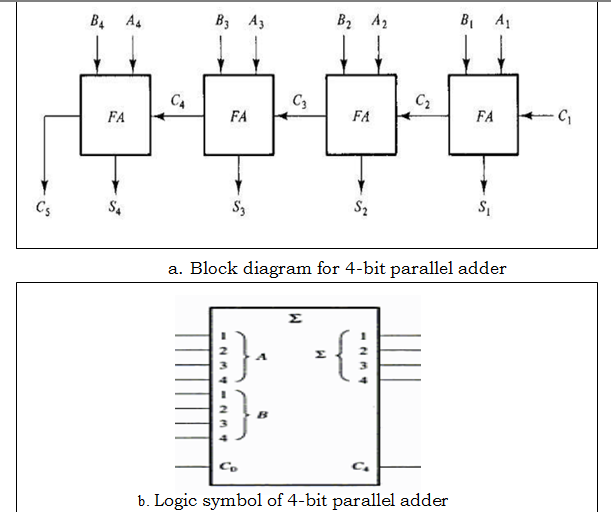 B4 A4 B3 A3 B2 A2 B1 A1
FA C4 FA C3 FA C2 FA C1
C5 S4 S3 S2 S1
a. Block diagram for 4-bit parallel adder
Σ
1 1
2 2
3 A Σ 3
4 4
1
2
3 B
4
C0 C4
b. Logic symbol of 4-bit parallel adder